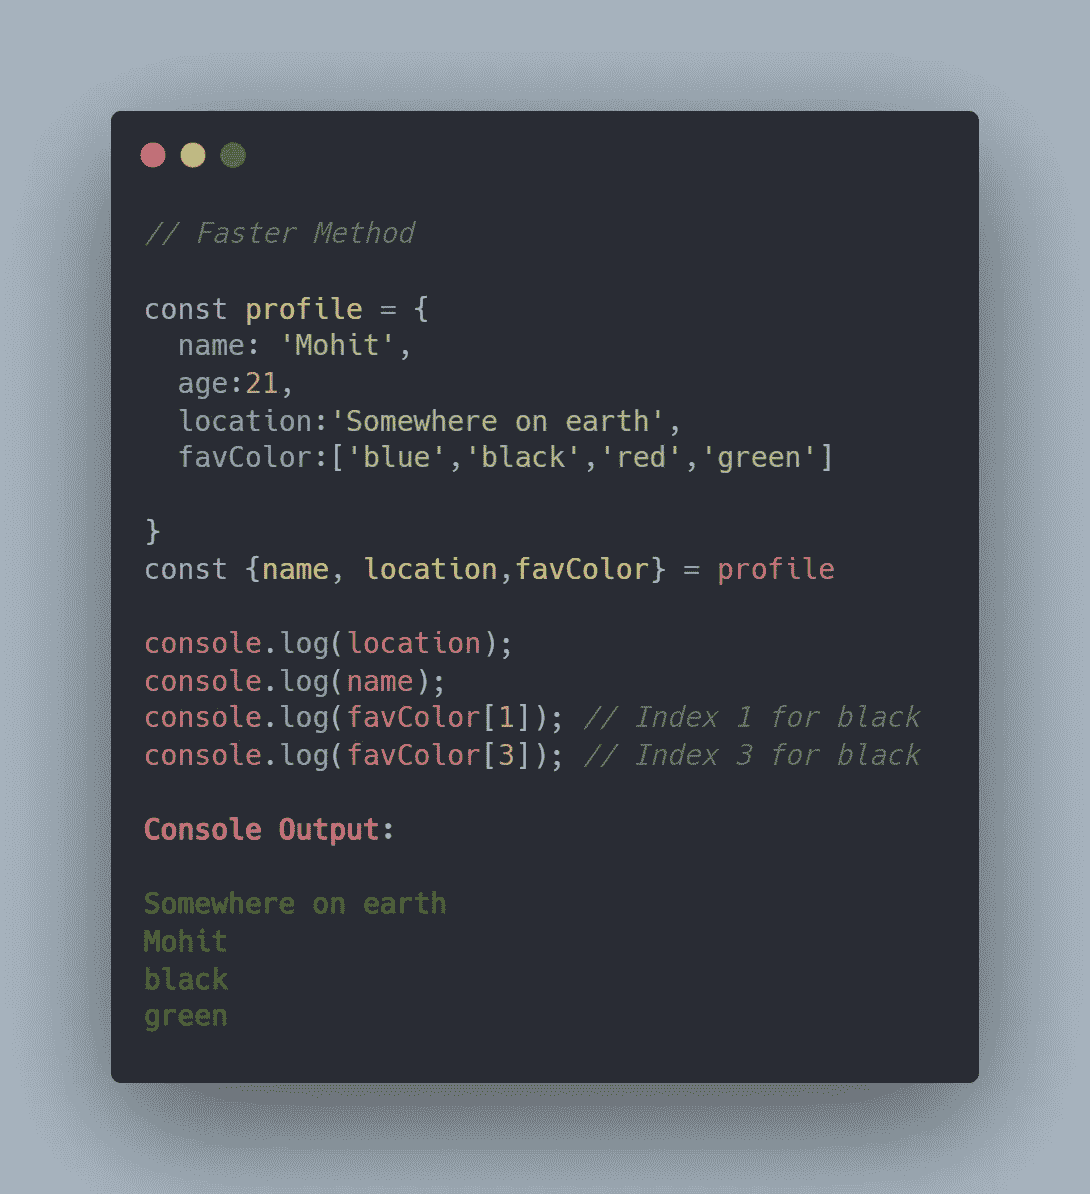 // Faster Method
const profile = {
  name: 'Mohit',
  age:21,
  location:'Somewhere on earth',
  favColor:['blue','black','red','green']
}
const {name, location,favColor} = profile
console.log(location);
console.log(name);
console.log(favColor[1]); // Index 1 for black
console.log(favColor[3]); // Index 3 for black
Console Output:
Somewhere on earth
Mohit
black
green